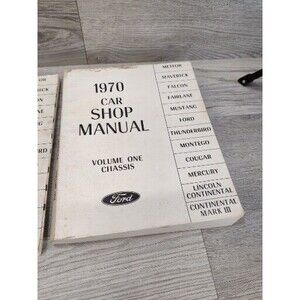 1970
CAR
SHOP
MANUAL
VOLUME ONE
CHASSIS
Ford
METEOR
MAVERICK
FALCON
FAIRLANE
MUSTANG
FORD
THUNDERBIRD
MONTEGO
COUGAR
MERCURY
LINCOLN
CONTINENTAL
CONTINENTAL
MARK III